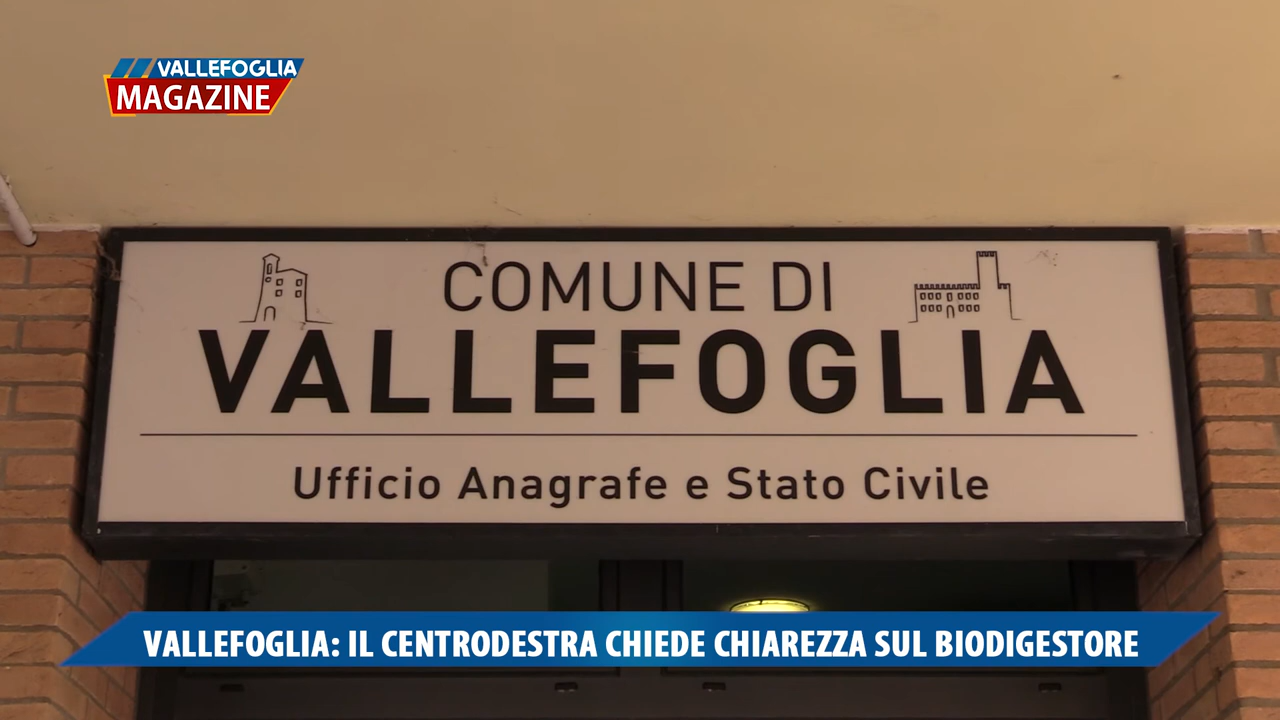 VALLEFOGLIA
MAGAZINE
COMUNE DI
VALLEFOGLIA
Ufficio Anagrafe e Stato Civile
VALLEFOGLIA: IL CENTRODESTRA CHIEDE CHIAREZZA SUL BIODIGESTORE